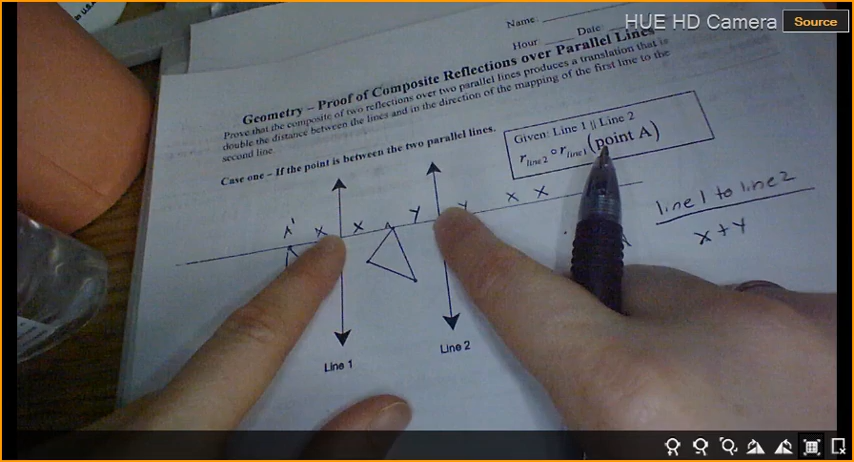 HUE HD Camera
Source
Name:
Hour: Date:
Geometry – Proof of Composite Reflections over Parallel Lines
Prove that the composite of two reflections over two parallel lines produces a translation that is
double the distance between the lines and in the direction of the mapping of the first line to the
second line.
Case one – If the point is between the two parallel lines.
Given: Line 1 || Line 2
r line 2 ∘ r line 1 (point A)
A' x x A y y x x
line 1 to line 2
x + y
Line 1
Line 2